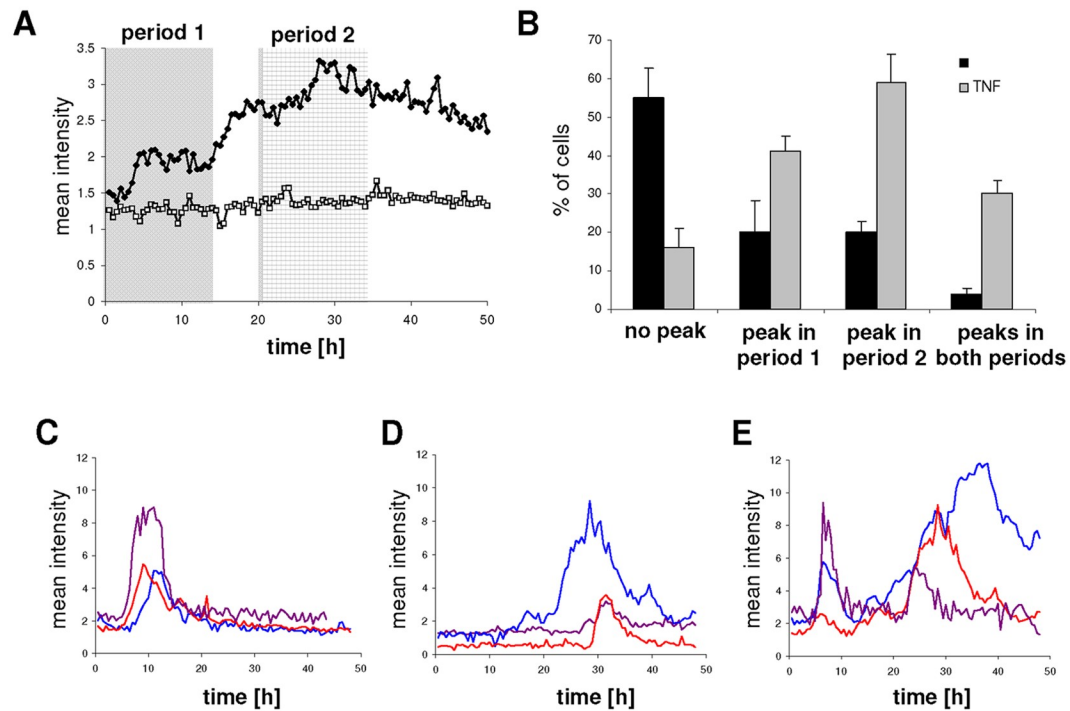 A
period 1
period 2
3.5
3
2.5
2
1.5
1
0.5
0
mean intensity
0
10
20
30
40
50
time [h]
B
70
60
50
40
30
20
10
0
% of cells
TNF
no peak
peak in
period 1
peak in
period 2
peaks in
both periods
C
12
10
8
6
4
2
0
mean intensity
0
10
20
30
40
50
time [h]
D
12
10
8
6
4
2
0
mean intensity
0
10
20
30
40
50
time [h]
E
12
10
8
6
4
2
0
mean intensity
0
10
20
30
40
50
time [h]